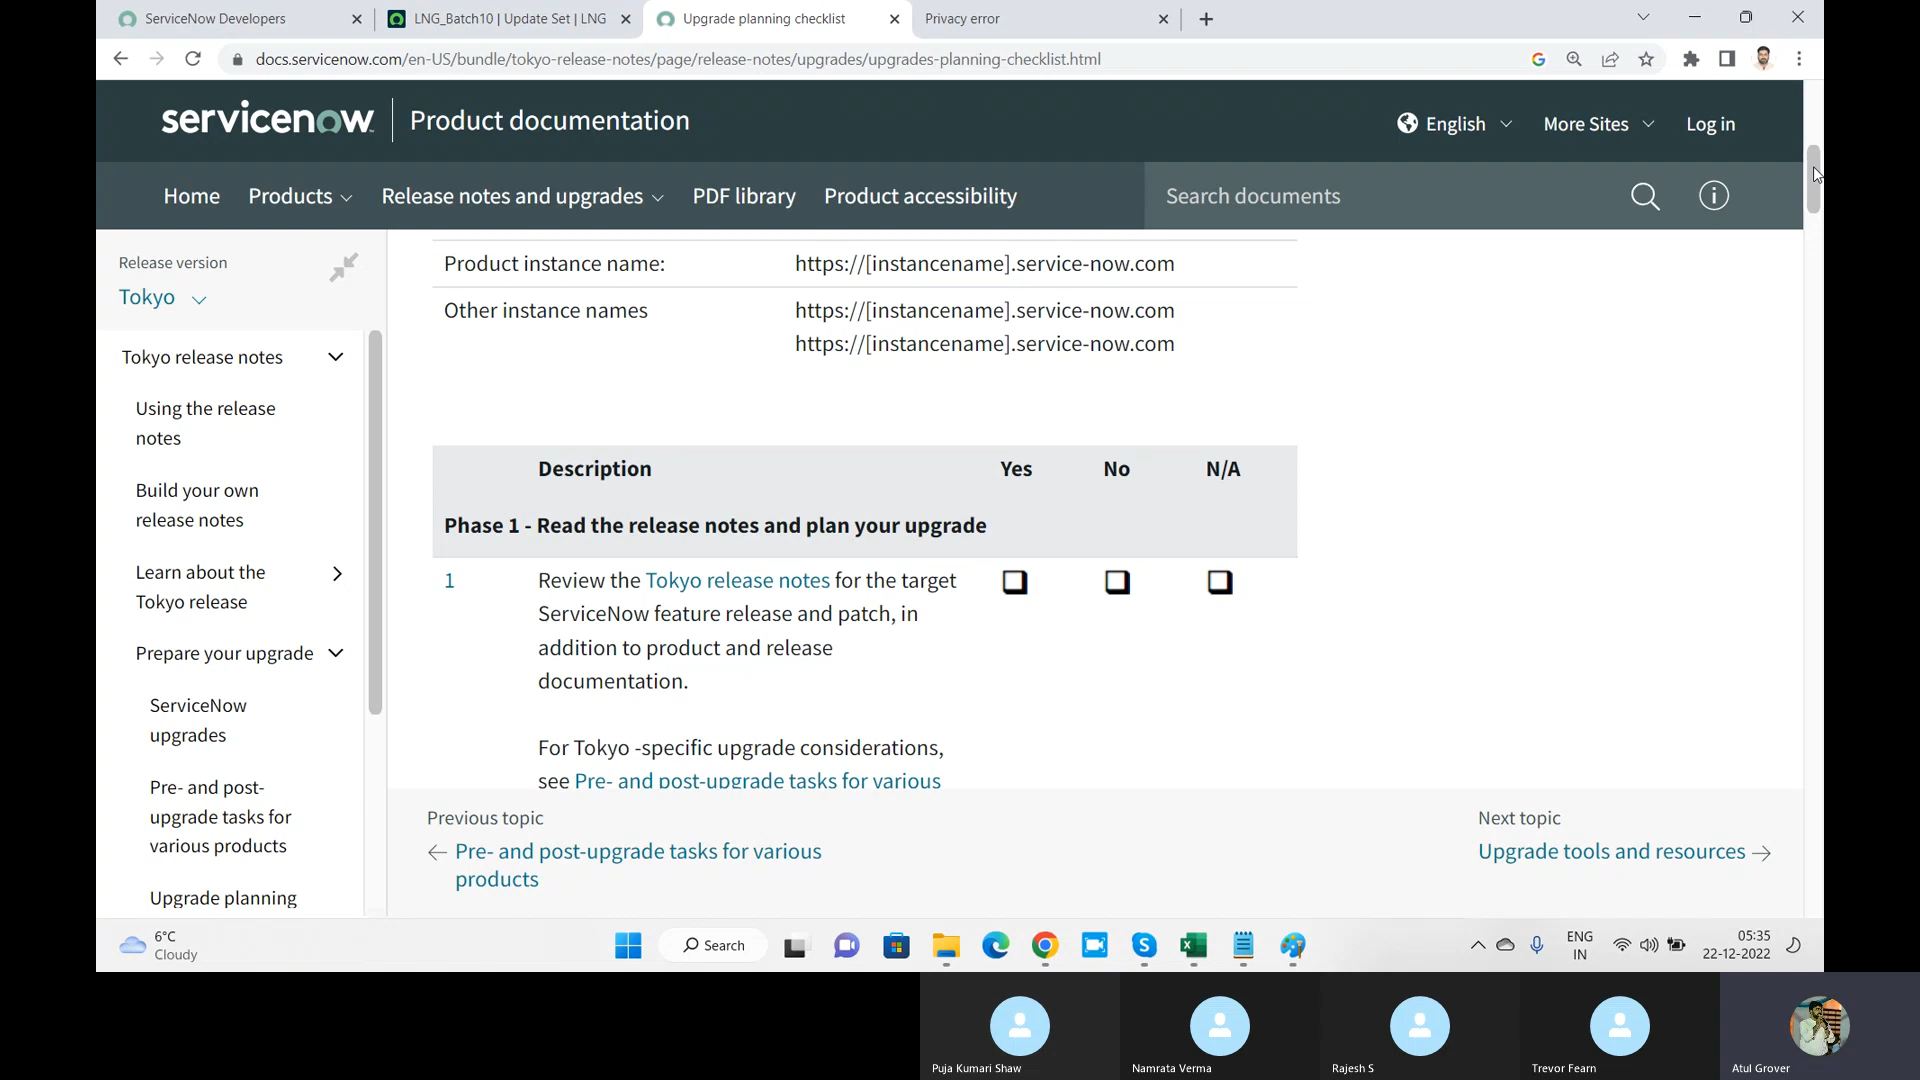 ServiceNow Developers
LNG_Batch10 | Update Set | LNG
Upgrade planning checklist
Privacy error
docs.servicenow.com/en-US/bundle/tokyo-release-notes/page/release-notes/upgrades/upgrades-planning-checklist.html
servicenow
Product documentation
English
More Sites
Log in
Home
Products
Release notes and upgrades
PDF library
Product accessibility
Search documents
Release version
Tokyo
Tokyo release notes
Using the release
notes
Build your own
release notes
Learn about the
Tokyo release
Prepare your upgrade
ServiceNow
upgrades
Pre- and post-
upgrade tasks for
various products
Upgrade planning
Product instance name:
https://[instancename].service-now.com
Other instance names
https://[instancename].service-now.com
https://[instancename].service-now.com
Description
Yes
No
N/A
Phase 1 - Read the release notes and plan your upgrade
1
Review the Tokyo release notes for the target
ServiceNow feature release and patch, in
addition to product and release
documentation.
For Tokyo -specific upgrade considerations,
see Pre- and post-upgrade tasks for various
Previous topic
← Pre- and post-upgrade tasks for various
products
Next topic
Upgrade tools and resources →
6°C
Cloudy
Search
ENG
IN
05:35
22-12-2022
Puja Kumari Shaw
Namrata Verma
Rajesh S
Trevor Fearn
Atul Grover